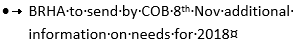 • → BRHA·to·send·by·COB·8th·Nov·additional·
information·on·needs·for·2018¤